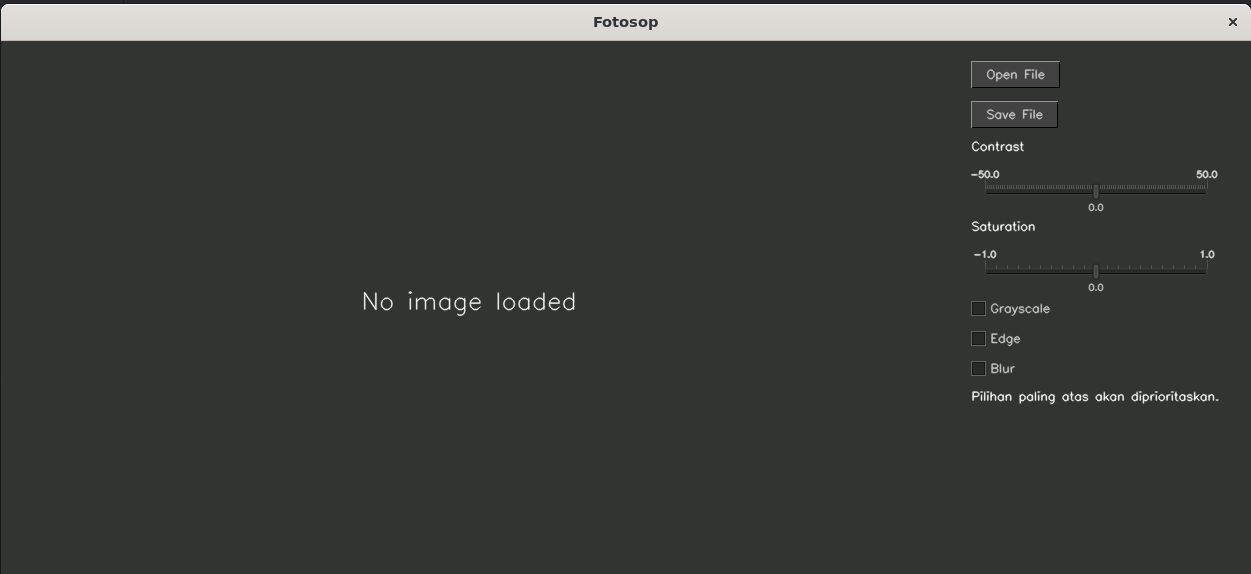 Fotosop
Open File
Save File
Contrast
-50.0 50.0
0.0
Saturation
-1.0 1.0
0.0
No image loaded
Grayscale
Edge
Blur
Pilihan paling atas akan diprioritaskan.